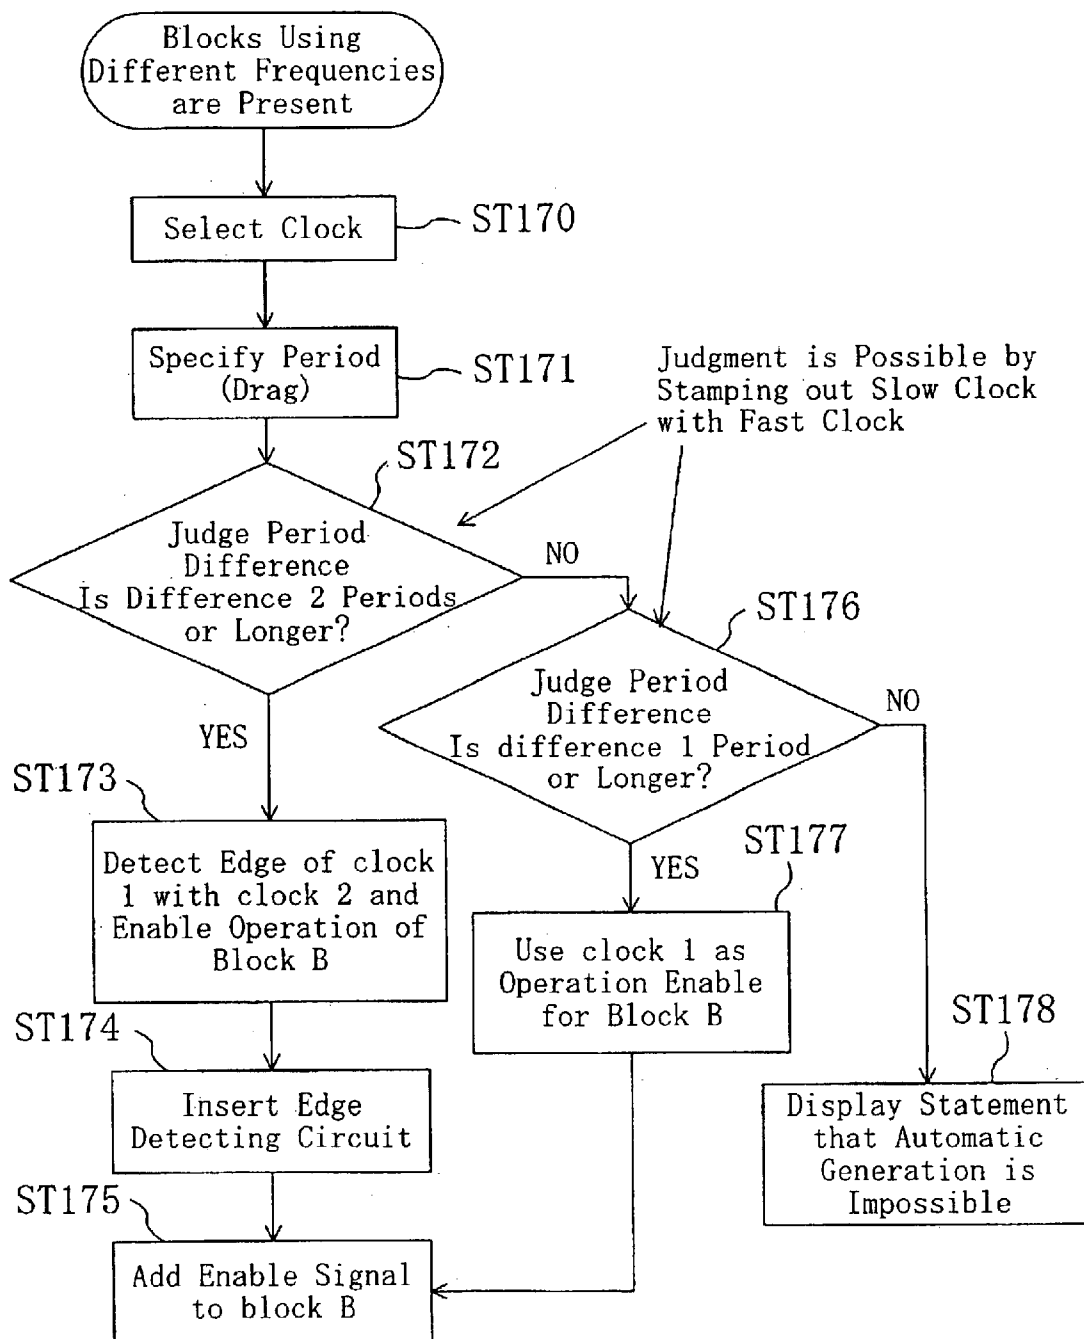 Blocks Using
Different Frequencies
are Present
Select Clock
ST170
Specify Period
(Drag)
ST171
Judgment is Possible by
Stamping out Slow Clock
with Fast Clock
ST172
Judge Period
Difference
Is Difference 2 Periods
or Longer?
NO
YES
ST176
Judge Period
Difference
Is difference 1 Period
or Longer?
NO
YES
ST173
Detect Edge of clock
1 with clock 2 and
Enable Operation of
Block B
ST177
Use clock 1 as
Operation Enable
for Block B
ST174
Insert Edge
Detecting Circuit
ST178
Display Statement
that Automatic
Generation is
Impossible
ST175
Add Enable Signal
to block B